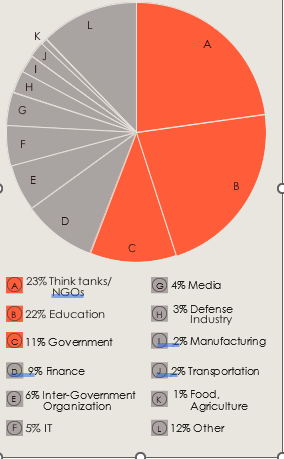 K
L
A
J
I
H
G
F
B
E
D
C
A 23% Think tanks/
NGOs
B 22% Education
C 11% Government
D 9% Finance
E 6% Inter-Government
Organization
F 5% IT
G 4% Media
H 3% Defense
Industry
I 2% Manufacturing
J 2% Transportation
K 1% Food,
Agriculture
L 12% Other